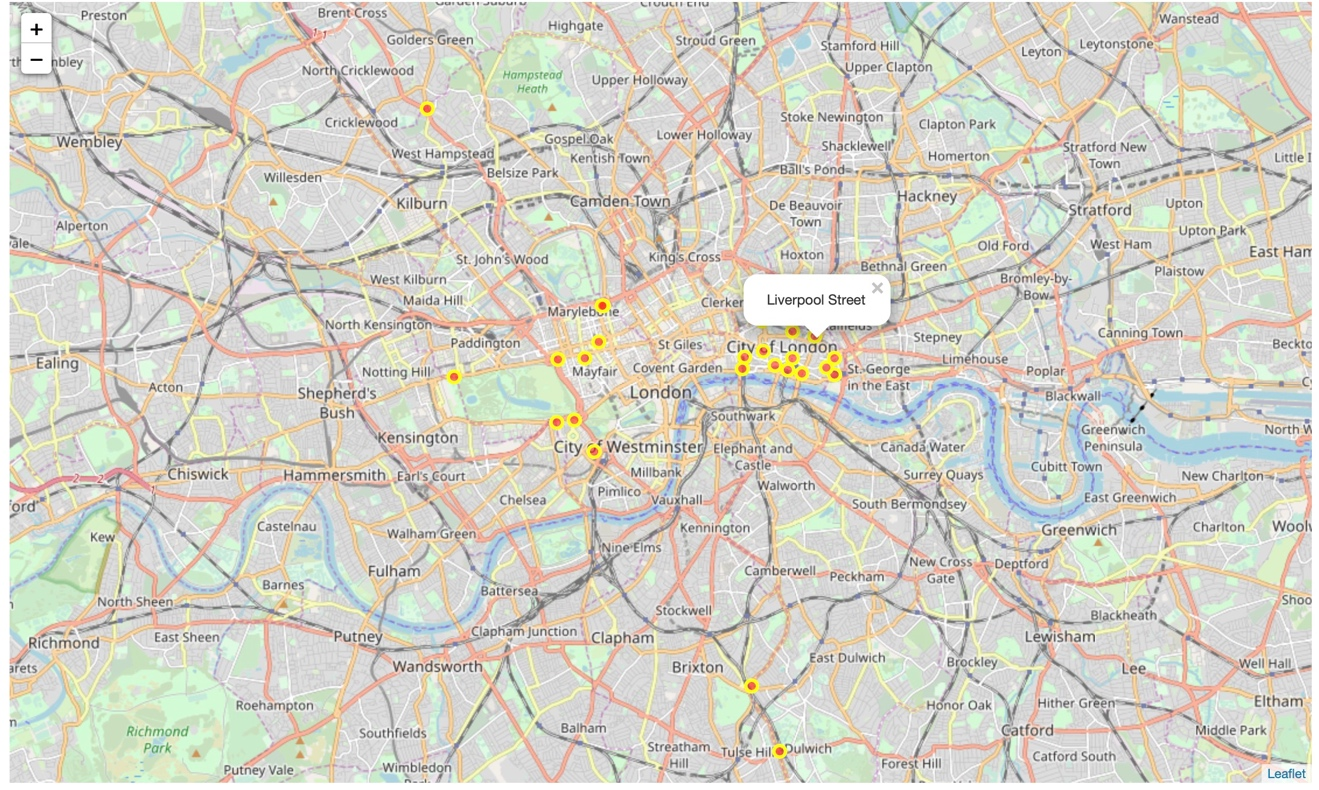 Preston
Brent Cross
Golders Green
Highgate
Crouch End
Stroud Green
Stamford Hill
Leyton
Leytonstone
Wanstead
+
−
North Cricklewood
Hampstead
Heath
Upper Holloway
Upper Clapton
Cricklewood
Stoke Newington
Clapton Park
Wembley
West Hampstead
Gospel Oak
Lower Holloway
Shacklewell
Stratford New
Town
Kentish Town
Homerton
Willesden
Belsize Park
Ball's Pond
Kilburn
Camden Town
De Beauvoir
Town
Hackney
Stratford
Upton
Alperton
Upton Park
St. John's Wood
King's Cross
Hoxton
Old Ford
West Ham
East Ham
West Kilburn
Bethnal Green
Bromley-by-
Bow
Plaistow
Maida Hill
Marylebone
Liverpool Street
×
North Kensington
Canning Town
Paddington
St Giles
City of London
Stepney
Ealing
Notting Hill
Mayfair
Covent Garden
St. George
in the East
Limehouse
Poplar
Acton
Shepherd's
Bush
London
Blackwall
Southwark
Kensington
City of Westminster
Elephant and
Castle
Canada Water
Greenwich
Peninsula
Chiswick
Hammersmith
Earl's Court
Millbank
Surrey Quays
Cubitt Town
New Charlton
2
2
Chelsea
Pimlico
Vauxhall
Walworth
South Bermondsey
East Greenwich
Castelnau
Walham Green
Kennington
Greenwich
Charlton
Kew
Nine Elms
Fulham
Camberwell
Peckham
New Cross
Gate
Deptford
Barnes
Battersea
North Sheen
Stockwell
Blackheath
Richmond
East Sheen
Putney
Clapham Junction
Clapham
Lewisham
Wandsworth
Brixton
East Dulwich
Brockley
Lee
Well Hall
Roehampton
Honor Oak
Hither Green
Eltham
Richmond
Park
Southfields
Balham
Streatham
Hill
Tulse Hill
Dulwich
Catford
Middle Park
Putney Vale
Wimbledon
Forest Hill
Catford South
Leaflet